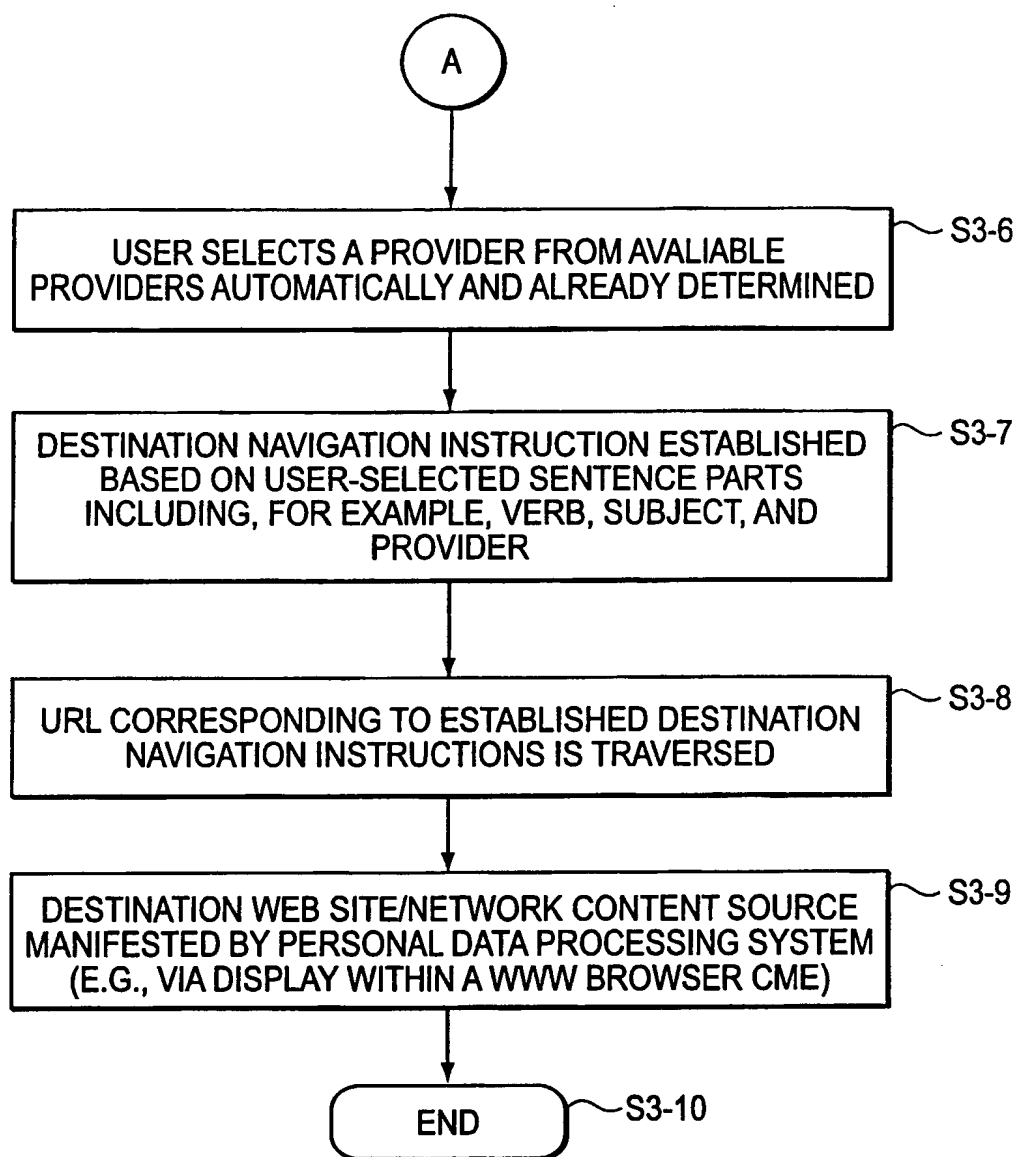 A
USER SELECTS A PROVIDER FROM AVALIABLE
PROVIDERS AUTOMATICALLY AND ALREADY DETERMINED
S3-6
DESTINATION NAVIGATION INSTRUCTION ESTABLISHED
BASED ON USER-SELECTED SENTENCE PARTS
INCLUDING, FOR EXAMPLE, VERB, SUBJECT, AND
PROVIDER
S3-7
URL CORRESPONDING TO ESTABLISHED DESTINATION
NAVIGATION INSTRUCTIONS IS TRAVERSED
S3-8
DESTINATION WEB SITE/NETWORK CONTENT SOURCE
MANIFESTED BY PERSONAL DATA PROCESSING SYSTEM
(E.G., VIA DISPLAY WITHIN A WWW BROWSER CME)
S3-9
END
S3-10